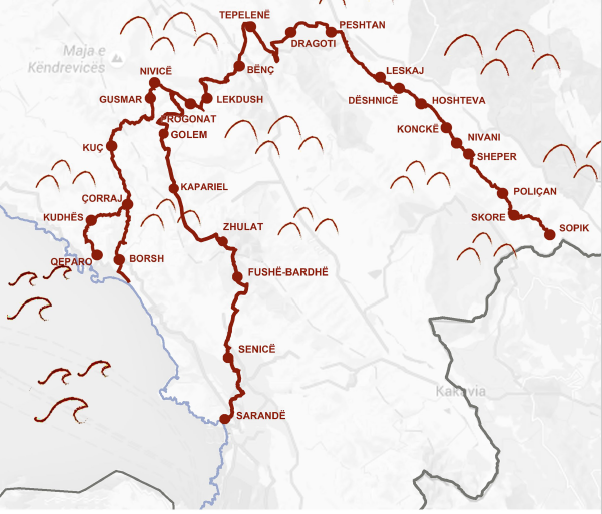 TEPELENË
PESHTAN
DRAGOTI
Maja e
Këndrevicës
NIVICË
BËNÇ
LESKAJ
GUSMAR
LEKDUSH
DËSHNICË
HOSHTEVA
PROGONAT
GOLEM
KONCKË
NIVANI
KUÇ
SHEPER
KAPARIEL
POLIÇAN
ÇORRAJ
KUDHËS
SKORE
ZHULAT
SOPIK
QEPARO
BORSH
FUSHË-BARDHË
SENICË
Kakavia
SARANDË